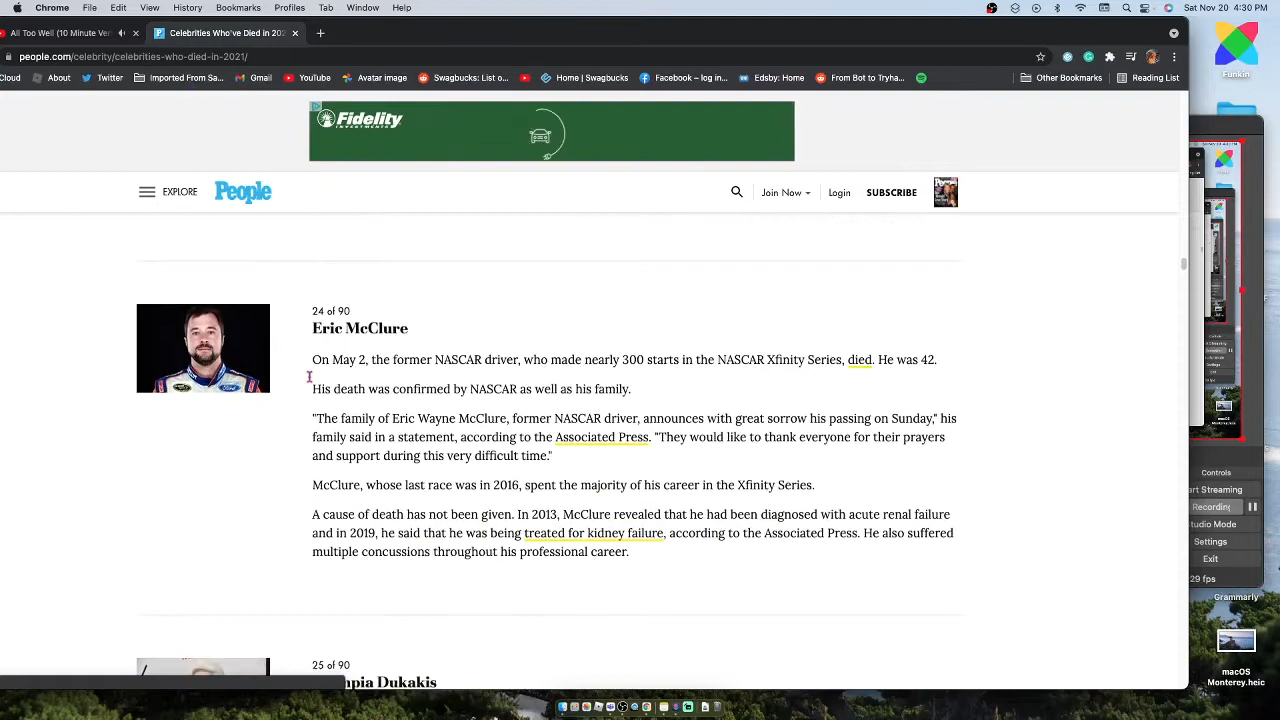 Chrome File Edit View History Bookmarks Profiles Tab Window Help Sat Nov 20 4:30 PM
All Too Well (10 Minute Ver Celebrities Who've Died in 202
people.com/celebrity/celebrities-who-died-in-2021/
Cloud About Twitter Imported From Sa... Gmail YouTube Avatar image Swagbucks: List o... Home | Swagbucks Facebook – log in... Edsby: Home From Bot to Tryha... Other Bookmarks Reading List
Funkin
Fidelity
INVESTMENTS
EXPLORE People Join Now Login SUBSCRIBE
24 of 90
Eric McClure
On May 2, the former NASCAR driver, who made nearly 300 starts in the NASCAR Xfinity Series, died. He was 42.
His death was confirmed by NASCAR as well as his family.
"The family of Eric Wayne McClure, former NASCAR driver, announces with great sorrow his passing on Sunday," his
family said in a statement, according to the Associated Press. "They would like to thank everyone for their prayers
and support during this very difficult time."
McClure, whose last race was in 2016, spent the majority of his career in the Xfinity Series.
A cause of death has not been given. In 2013, McClure revealed that he had been diagnosed with acute renal failure
and in 2019, he said that he was being treated for kidney failure, according to the Associated Press. He also suffered
multiple concussions throughout his professional career.
25 of 90
mpia Dukakis
Controls
art Streaming
Recording
tudio Mode
Settings
Exit
29 fps
Grammarly
macOS
Monterey.heic